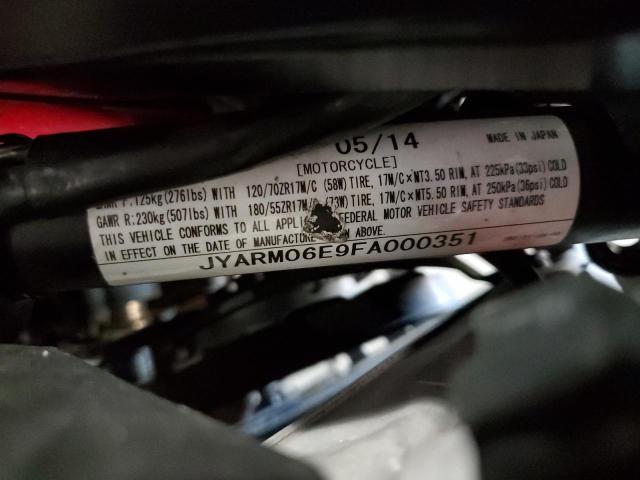 05/14 MADE IN JAPAN
[MOTORCYCLE]
F:125kg(276lbs) WITH 120/70ZR17M/C (58W) TIRE, 17M/C×MT3.50 RIM, AT 225kPa(33psi) COLD
GAWR R:230kg(507lbs) WITH 180/55ZR17M/C (73W) TIRE, 17M/C×MT5.50 RIM, AT 250kPa(36psi) COLD
THIS VEHICLE CONFORMS TO ALL APPLI FEDERAL MOTOR VEHICLE SAFETY STANDARDS
IN EFFECT ON THE DATE OF MANUFACTURE ABOVE.
JYARM06E9FA000351